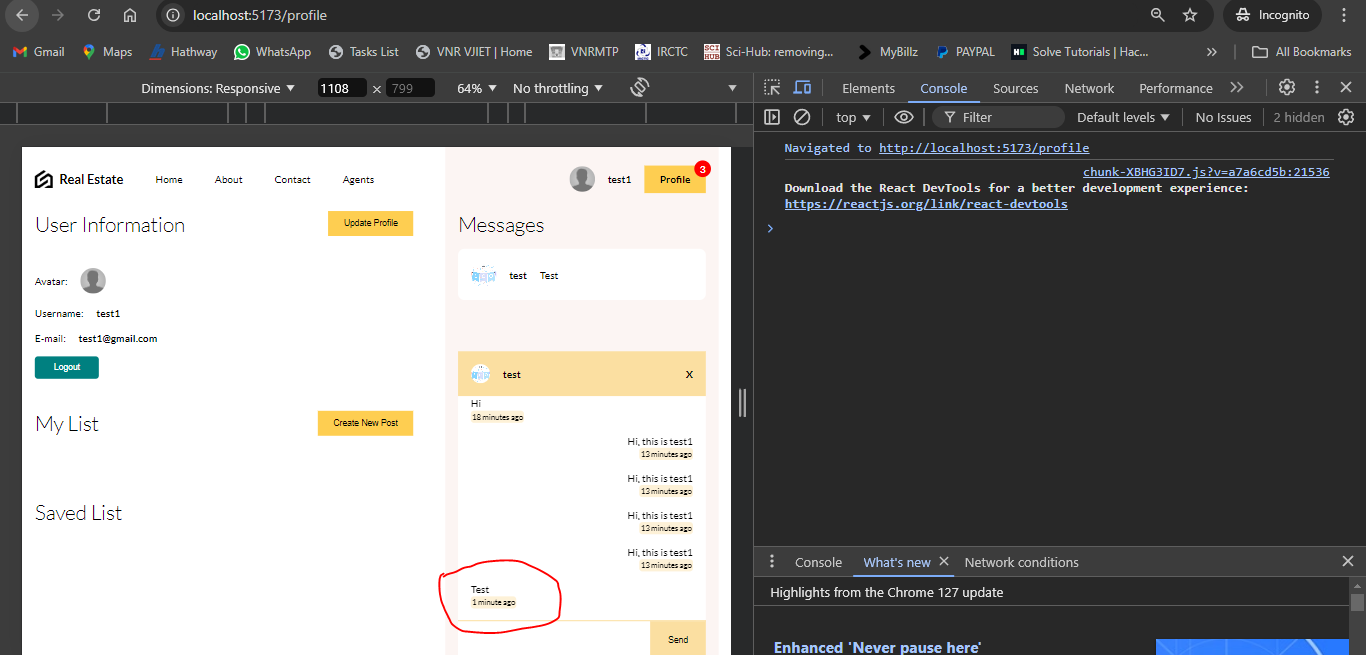 localhost:5173/profile
Incognito
Gmail
Maps
Hathway
WhatsApp
Tasks List
VNR VJIET | Home
VNRMTP
IRCTC
SCI HUB
Sci-Hub: removing...
MyBillz
PAYPAL
Solve Tutorials | Hac...
All Bookmarks
Dimensions: Responsive
1108 × 799
64%
No throttling
Real Estate
Home
About
Contact
Agents
test1
Profile
3
User Information
Update Profile
Avatar:
Username: test1
E-mail: test1@gmail.com
Logout
My List
Create New Post
Saved List
Messages
test Test
test
X
Hi
18 minutes ago
Hi, this is test1
13 minutes ago
Hi, this is test1
13 minutes ago
Hi, this is test1
13 minutes ago
Hi, this is test1
13 minutes ago
Test
1 minute ago
Send
Elements
Console
Sources
Network
Performance
top
Filter
Default levels
No Issues
2 hidden
Navigated to http://localhost:5173/profile
chunk-XBHG3ID7.js?v=a7a6cd5b:21536
Download the React DevTools for a better development experience:
https://reactjs.org/link/react-devtools
Console
What's new
Network conditions
Highlights from the Chrome 127 update
Enhanced 'Never pause here'